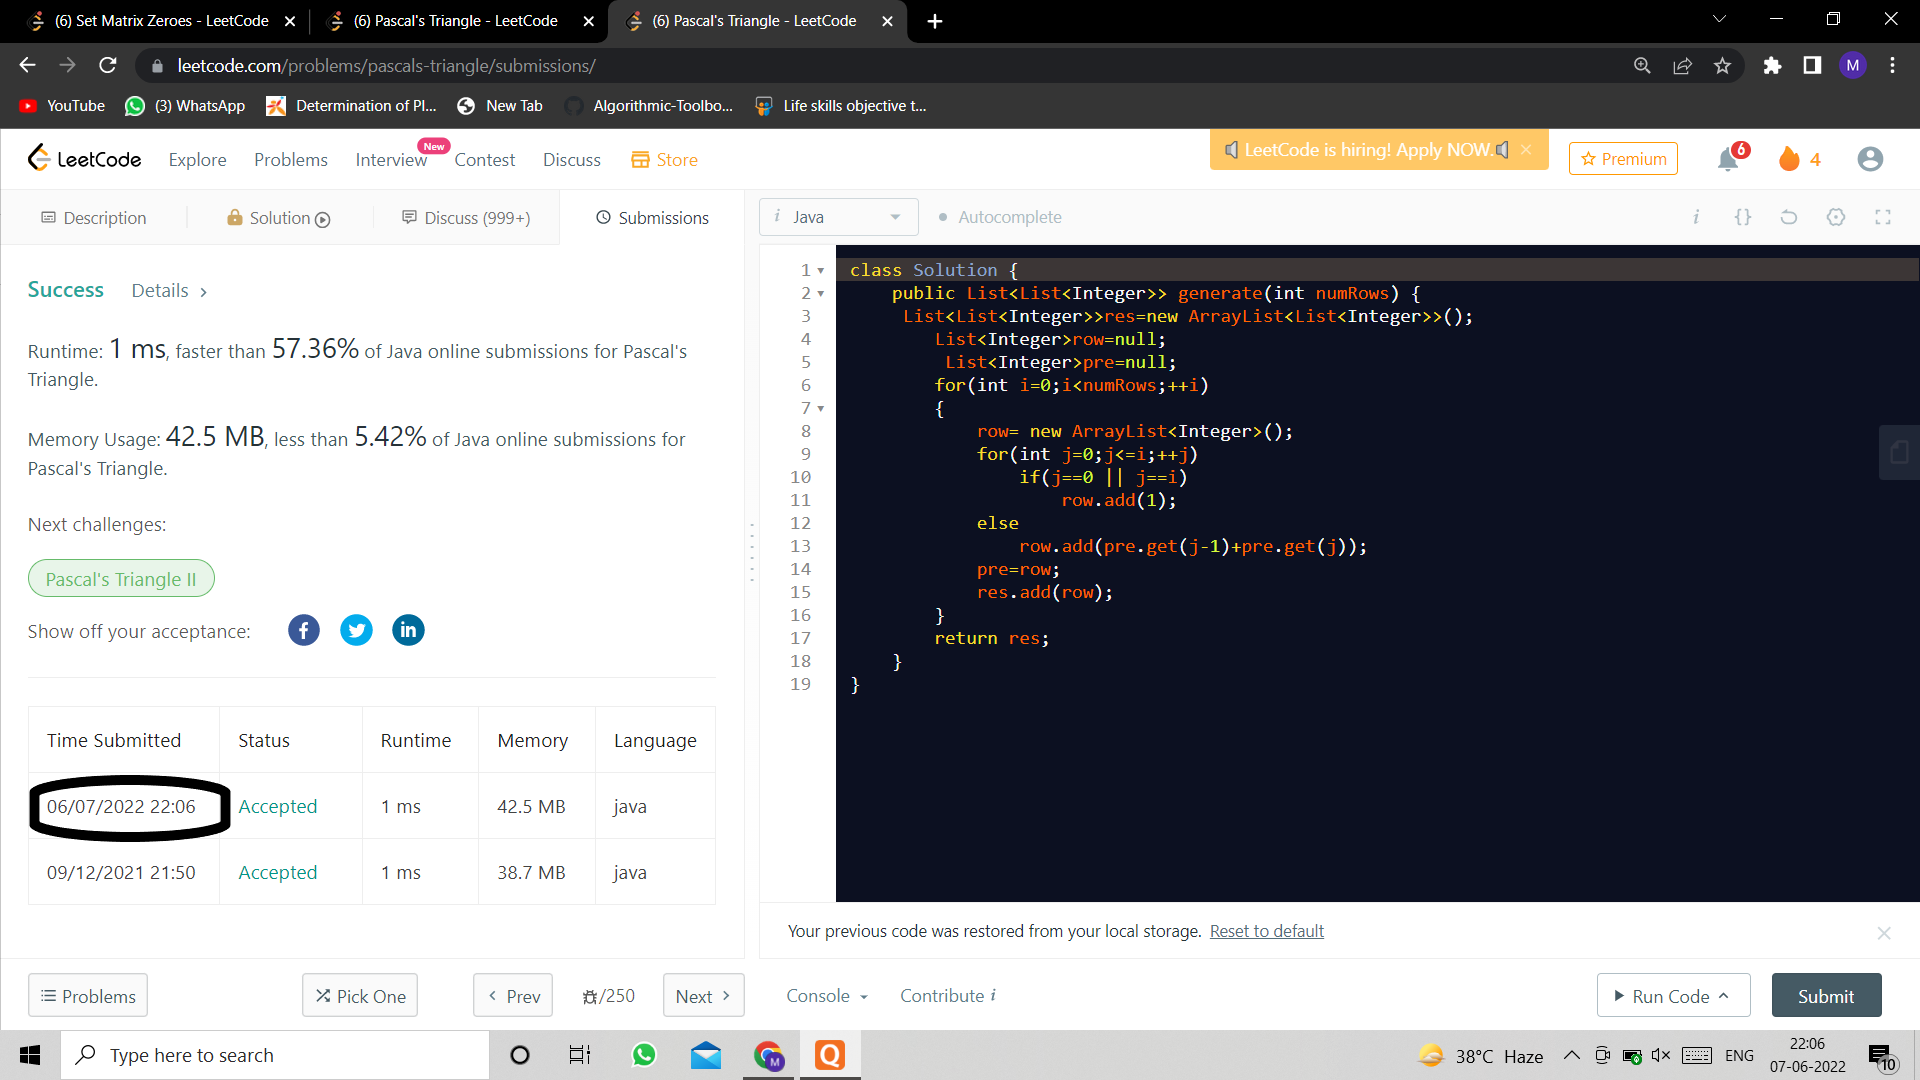 (6) Set Matrix Zeroes - LeetCode
(6) Pascal's Triangle - LeetCode
(6) Pascal's Triangle - LeetCode
leetcode.com/problems/pascals-triangle/submissions/
M
YouTube
(3) WhatsApp
Determination of Pl...
New Tab
Algorithmic-Toolbo...
Life skills objective t...
LeetCode
Explore
Problems
Interview
New
Contest
Discuss
Store
LeetCode is hiring! Apply NOW.
Premium
6
4
Description
Solution
Discuss (999+)
Submissions
i Java
Autocomplete
Success
Details
Runtime: 1 ms, faster than 57.36% of Java online submissions for Pascal's
Triangle.
Memory Usage: 42.5 MB, less than 5.42% of Java online submissions for
Pascal's Triangle.
Next challenges:
Pascal's Triangle II
Show off your acceptance:
Time Submitted Status Runtime Memory Language
06/07/2022 22:06 Accepted 1 ms 42.5 MB java
09/12/2021 21:50 Accepted 1 ms 38.7 MB java
1 class Solution {
2 public List<List<Integer>> generate(int numRows) {
3 List<List<Integer>>res=new ArrayList<List<Integer>>();
4 List<Integer>row=null;
5 List<Integer>pre=null;
6 for(int i=0;i<numRows;++i)
7 {
8 row= new ArrayList<Integer>();
9 for(int j=0;j<=i;++j)
10 if(j==0 || j==i)
11 row.add(1);
12 else
13 row.add(pre.get(j-1)+pre.get(j));
14 pre=row;
15 res.add(row);
16 }
17 return res;
18 }
19 }
Your previous code was restored from your local storage. Reset to default
Problems
Pick One
Prev
/250
Next
Console
Contribute i
Run Code
Submit
Type here to search
M
Q
38°C Haze
ENG
22:06
07-06-2022
10